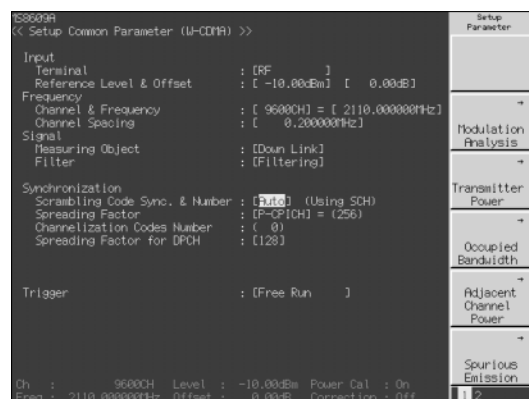 MS8609A
<< Setup Common Parameter (W-CDMA) >>
Input
Terminal : [RF ]
Reference Level & Offset : [ -10.00dBm] [ 0.00dB]
Frequency
Channel & Frequency : [ 9600CH] = [ 2110.000000MHz]
Channel Spacing : [ 0.200000MHz]
Signal
Measuring Object : [Down Link]
Filter : [Filtering]
Synchronization
Scrambling Code Sync. & Number : [Auto] (Using SCH)
Spreading Factor : [P-CPICH] = (256)
Channelization Codes Number : ( 0)
Spreading Factor for DPCH : [128]
Trigger : [Free Run ]
Ch : 9600CH Level : -10.00dBm Power Cal : On
Freq : 2110.000000MHz Offset : 0.00dB Correction : Off
Setup
Parameter
→
Modulation
Analysis
→
Transmitter
Power
→
Occupied
Bandwidth
→
Adjacent
Channel
Power
→
Spurious
Emission
1 2